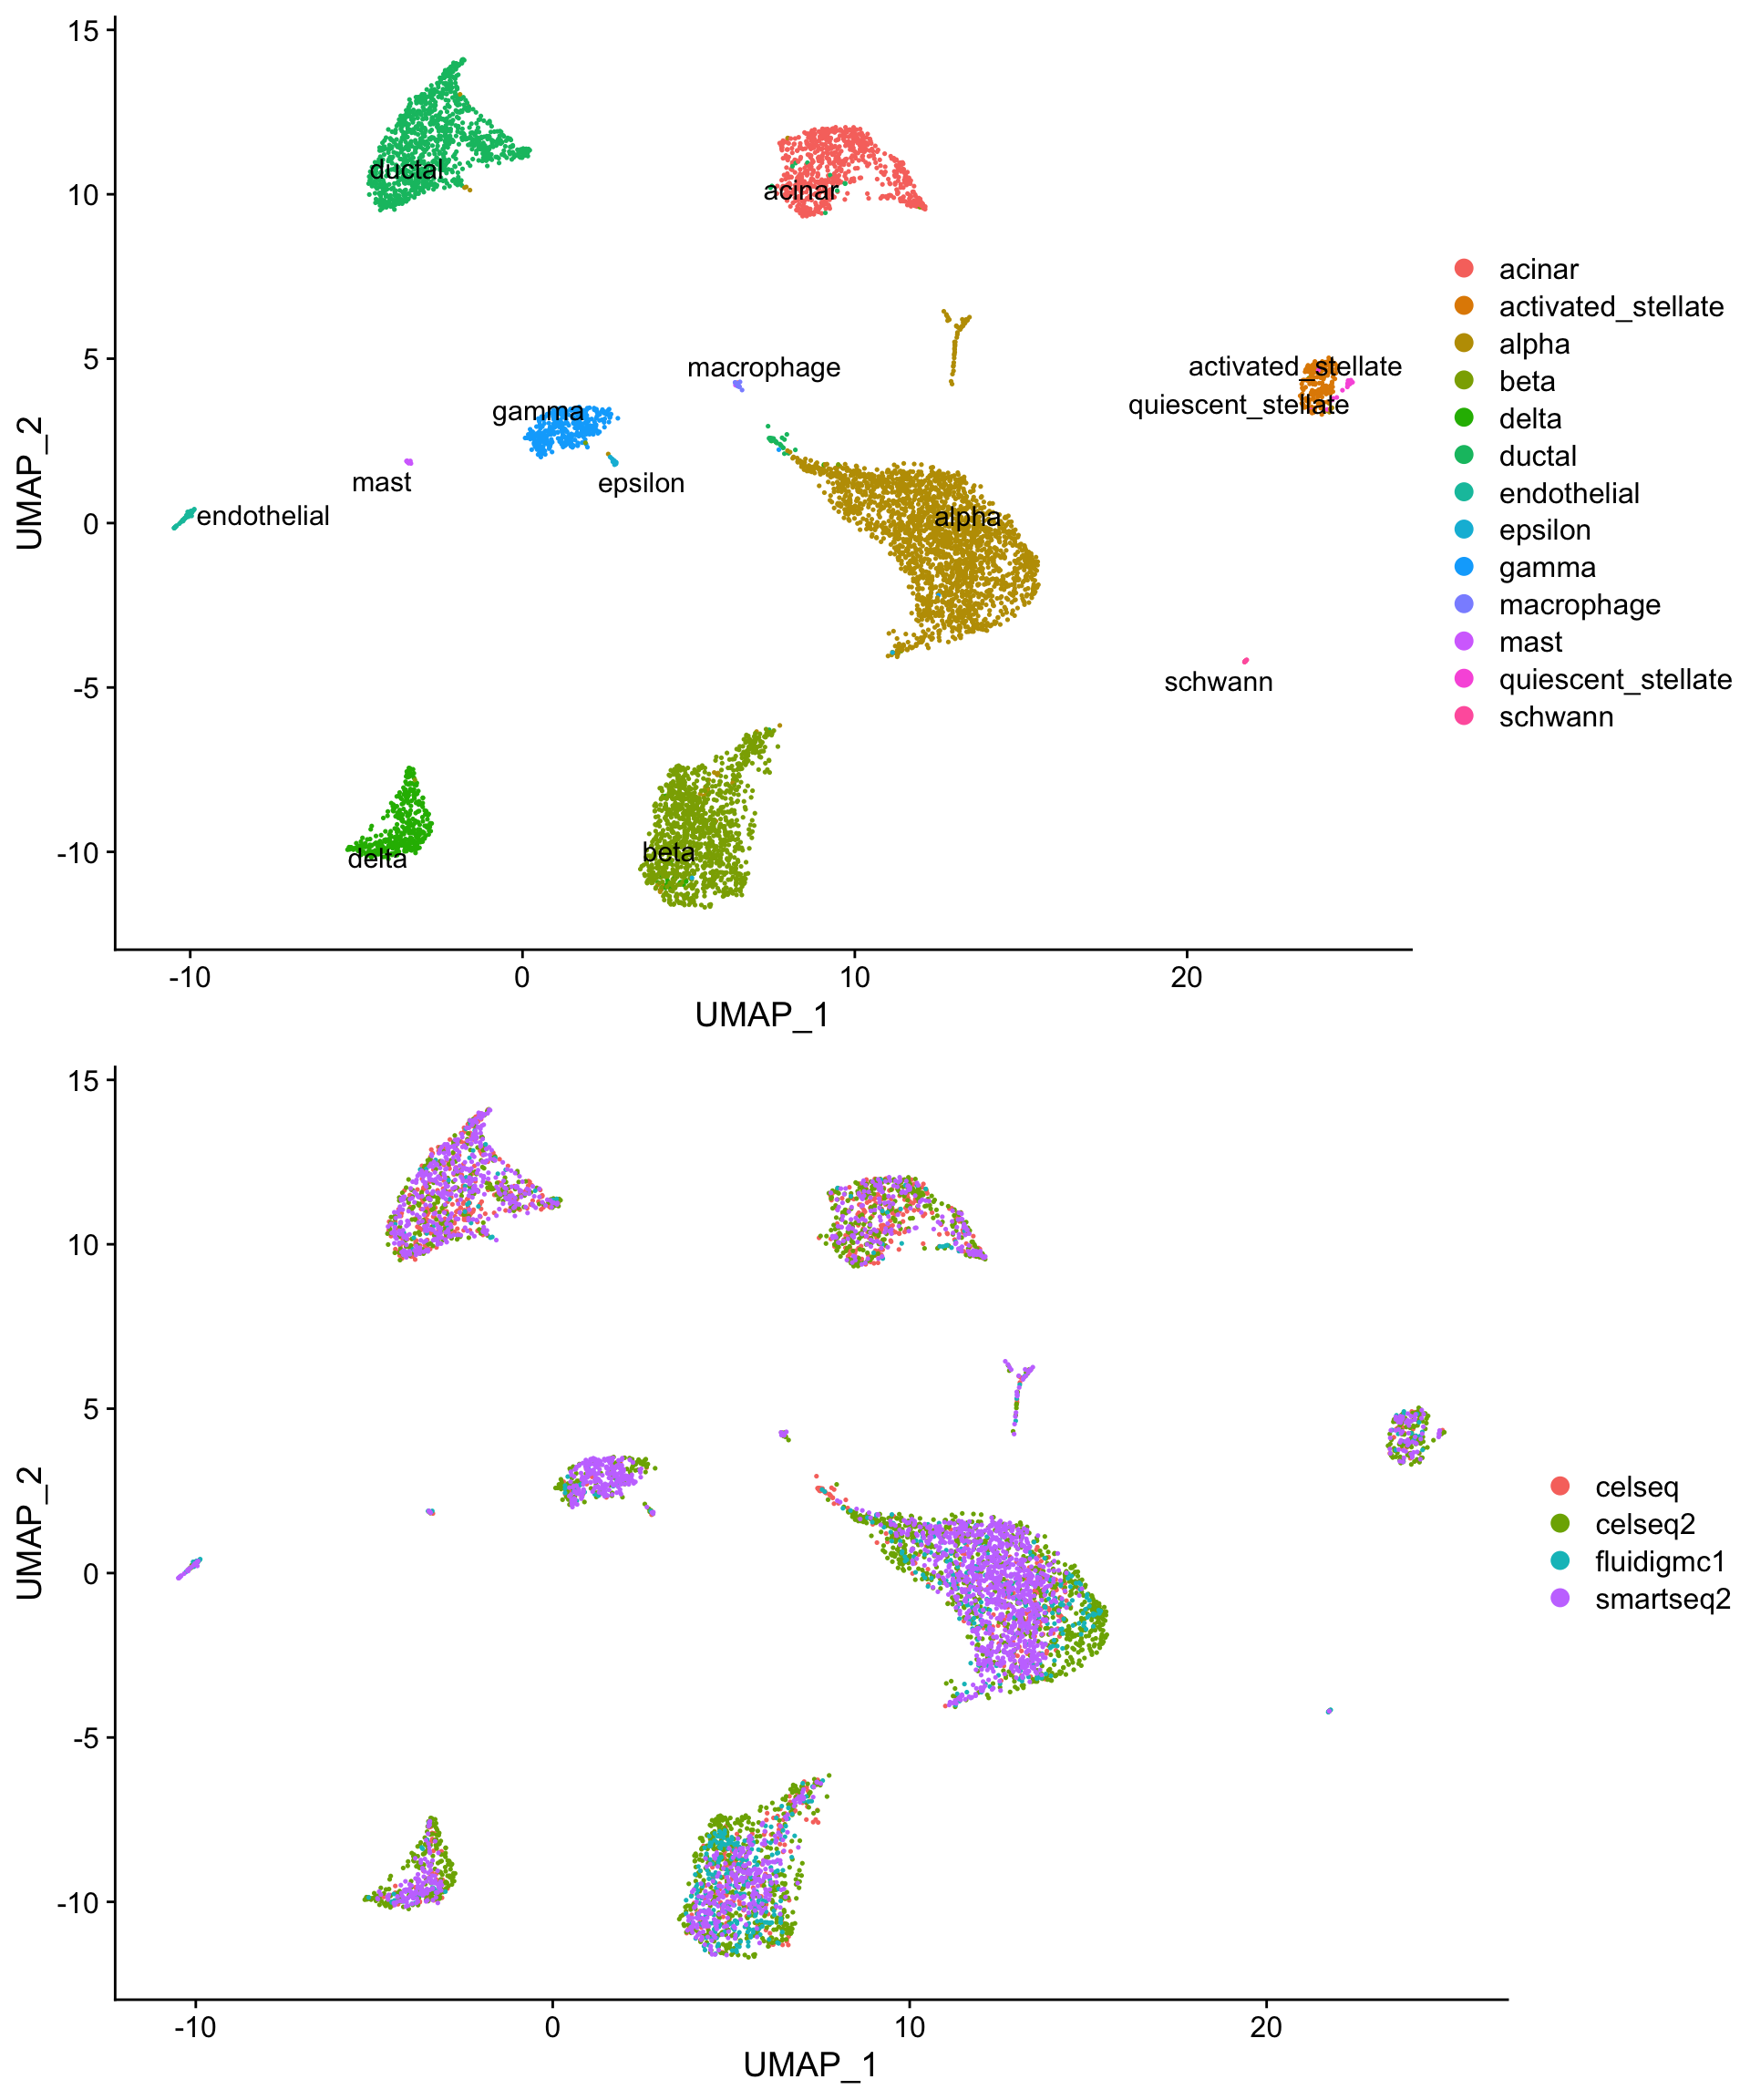 15
10
5
0
-5
-10
UMAP_2
ductal
acinar
macrophage
activated_stellate
quiescent_stellate
gamma
mast
epsilon
endothelial
alpha
schwann
delta
beta
-10
0
10
20
UMAP_1
acinar
activated_stellate
alpha
beta
delta
ductal
endothelial
epsilon
gamma
macrophage
mast
quiescent_stellate
schwann
15
10
5
0
-5
-10
UMAP_2
-10
0
10
20
UMAP_1
celseq
celseq2
fluidigmc1
smartseq2